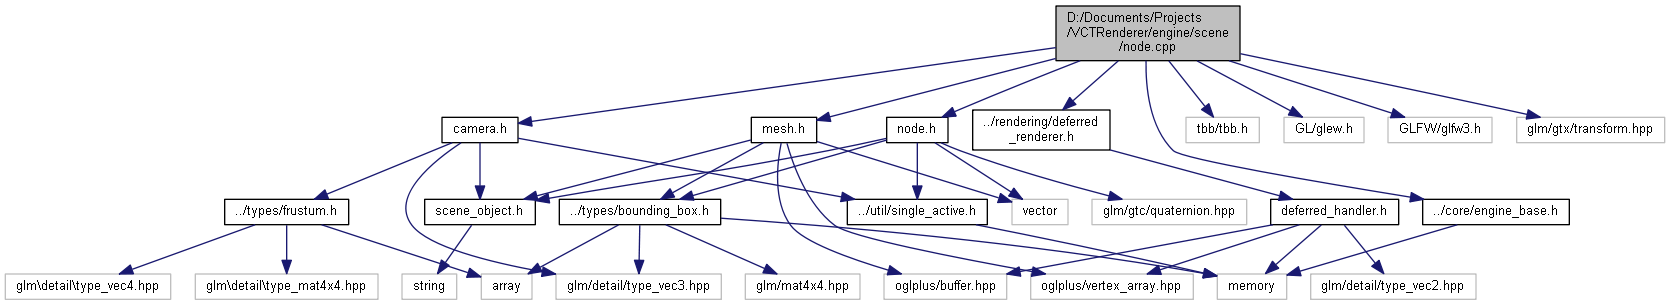 D:/Documents/Projects
/VCTRenderer/engine/scene
/node.cpp
camera.h
mesh.h
node.h
../rendering/deferred
_renderer.h
tbb/tbb.h
GL/glew.h
GLFW/glfw3.h
glm/gtx/transform.hpp
../types/frustum.h
scene_object.h
../types/bounding_box.h
../util/single_active.h
vector
glm/gtc/quaternion.hpp
deferred_handler.h
../core/engine_base.h
glm\detail\type_vec4.hpp
glm\detail\type_mat4x4.hpp
string
array
glm/detail/type_vec3.hpp
glm/mat4x4.hpp
oglplus/buffer.hpp
oglplus/vertex_array.hpp
memory
glm/detail/type_vec2.hpp